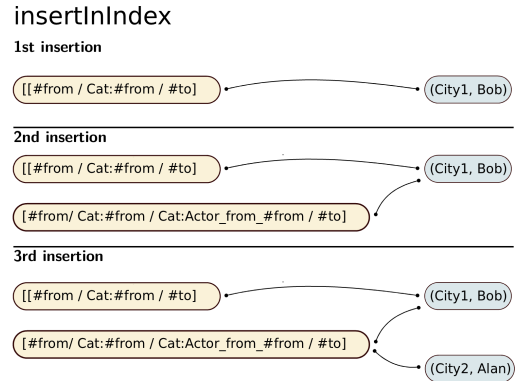 insertInIndex
1st insertion
[[#from / Cat:#from / #to]
(City1, Bob)
2nd insertion
[[#from / Cat:#from / #to]
(City1, Bob)
[#from/ Cat:#from / Cat:Actor_from_#from / #to]
3rd insertion
[[#from / Cat:#from / #to]
(City1, Bob)
[#from/ Cat:#from / Cat:Actor_from_#from / #to]
(City2, Alan)